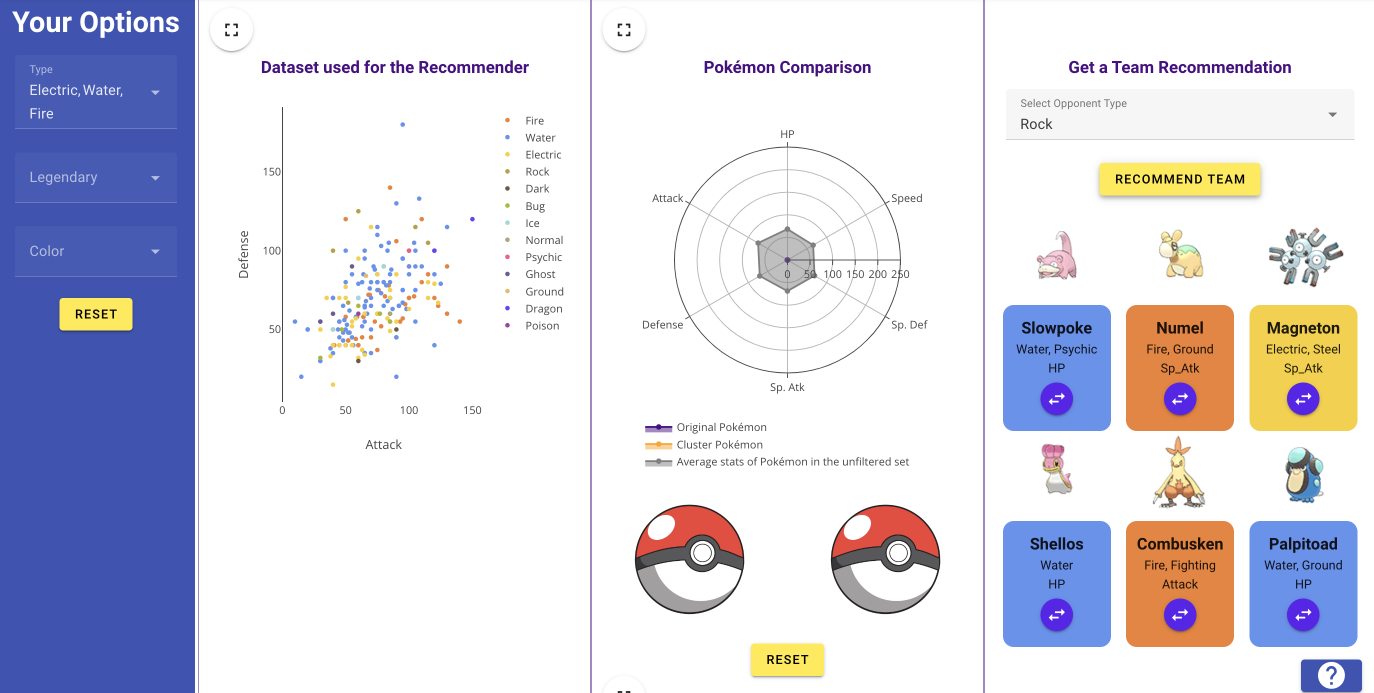 Your Options
Type
Electric, Water,
Fire
Legendary
Color
RESET
Dataset used for the Recommender
Defense
150
100
50
0
50
100
150
Attack
Fire
Water
Electric
Rock
Dark
Bug
Ice
Normal
Psychic
Ghost
Ground
Dragon
Poison
Pokémon Comparison
HP
Attack
Speed
0
50
100
150
200
250
Defense
Sp. Def
Sp. Atk
Original Pokémon
Cluster Pokémon
Average stats of Pokémon in the unfiltered set
RESET
Get a Team Recommendation
Select Opponent Type
Rock
RECOMMEND TEAM
Slowpoke
Water, Psychic
HP
Numel
Fire, Ground
Sp_Atk
Magneton
Electric, Steel
Sp_Atk
Shellos
Water
HP
Combusken
Fire, Fighting
Attack
Palpitoad
Water, Ground
HP
?